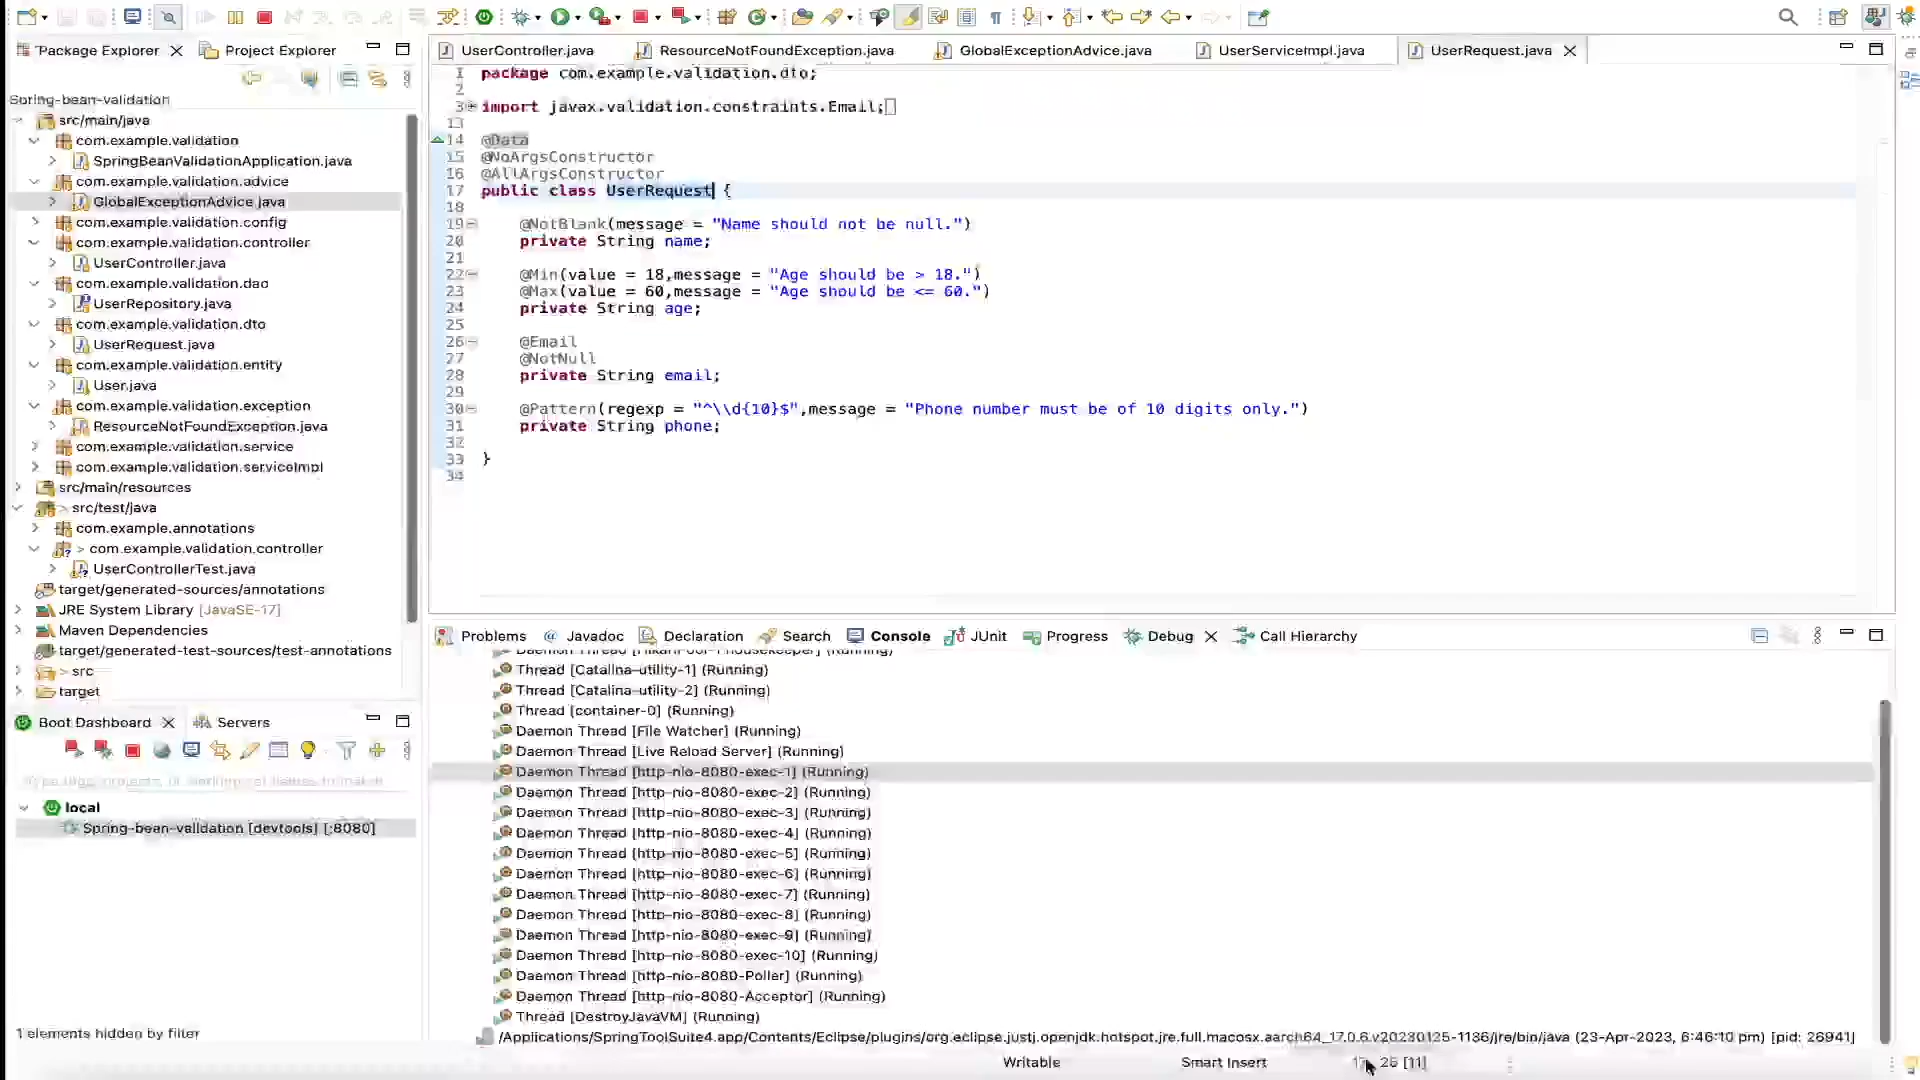 Package Explorer
Project Explorer
UserController.java
ResourceNotFoundException.java
GlobalExceptionAdvice.java
UserServiceImpl.java
UserRequest.java
Spring-bean-validation
src/main/java
com.example.validation
SpringBeanValidationApplication.java
com.example.validation.advice
GlobalExceptionAdvice.java
com.example.validation.config
com.example.validation.controller
UserController.java
com.example.validation.dao
UserRepository.java
com.example.validation.dto
UserRequest.java
com.example.validation.entity
User.java
com.example.validation.exception
ResourceNotFoundException.java
com.example.validation.service
com.example.validation.serviceImpl
src/main/resources
> src/test/java
com.example.annotations
> com.example.validation.controller
UserControllerTest.java
target/generated-sources/annotations
JRE System Library [JavaSE-17]
Maven Dependencies
target/generated-test-sources/test-annotations
> src
target
1 package com.example.validation.dto;
2
3 import javax.validation.constraints.Email;
13
14 @Data
15 @NoArgsConstructor
16 @AllArgsConstructor
17 public class UserRequest {
18
19 @NotBlank(message = "Name should not be null.")
20 private String name;
21
22 @Min(value = 18,message = "Age should be > 18.")
23 @Max(value = 60,message = "Age should be <= 60.")
24 private String age;
25
26 @Email
27 @NotNull
28 private String email;
29
30 @Pattern(regexp = "^\\d{10}$",message = "Phone number must be of 10 digits only.")
31 private String phone;
32
33 }
34
Boot Dashboard
Servers
Type tags, projects, or working set names to match
local
Spring-bean-validation [devtools] [:8080]
1 elements hidden by filter
Problems
Javadoc
Declaration
Search
Console
JUnit
Progress
Debug
Call Hierarchy
Daemon Thread [HikariPool-1 housekeeper] (Running)
Thread [Catalina-utility-1] (Running)
Thread [Catalina-utility-2] (Running)
Thread [container-0] (Running)
Daemon Thread [File Watcher] (Running)
Daemon Thread [Live Reload Server] (Running)
Daemon Thread [http-nio-8080-exec-1] (Running)
Daemon Thread [http-nio-8080-exec-2] (Running)
Daemon Thread [http-nio-8080-exec-3] (Running)
Daemon Thread [http-nio-8080-exec-4] (Running)
Daemon Thread [http-nio-8080-exec-5] (Running)
Daemon Thread [http-nio-8080-exec-6] (Running)
Daemon Thread [http-nio-8080-exec-7] (Running)
Daemon Thread [http-nio-8080-exec-8] (Running)
Daemon Thread [http-nio-8080-exec-9] (Running)
Daemon Thread [http-nio-8080-exec-10] (Running)
Daemon Thread [http-nio-8080-Poller] (Running)
Daemon Thread [http-nio-8080-Acceptor] (Running)
Thread [DestroyJavaVM] (Running)
/Applications/SpringToolSuite4.app/Contents/Eclipse/plugins/org.eclipse.justj.openjdk.hotspot.jre.full.macosx.aarch64_17.0.6.v20230125-1136/jre/bin/java (23-Apr-2023, 6:46:10 pm) [pid: 26941]
Writable
Smart Insert
26 [11]